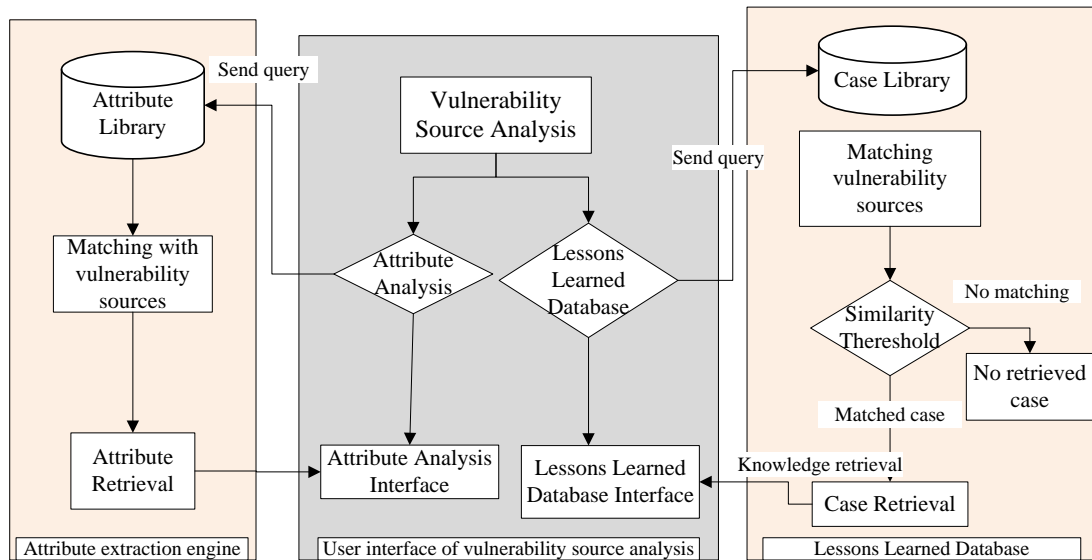 Send query
Attribute
Library
Matching with
vulnerability
sources
Attribute
Retrieval
Attribute extraction engine
Vulnerability
Source Analysis
Attribute
Analysis
Lessons
Learned
Database
Attribute Analysis
Interface
Lessons Learned
Database Interface
User interface of vulnerability source analysis
Send query
Case Library
Matching
vulnerability
sources
Similarity
Thereshold
No matching
No retrieved
case
Matched case
Knowledge retrieval
Case Retrieval
Lessons Learned Database